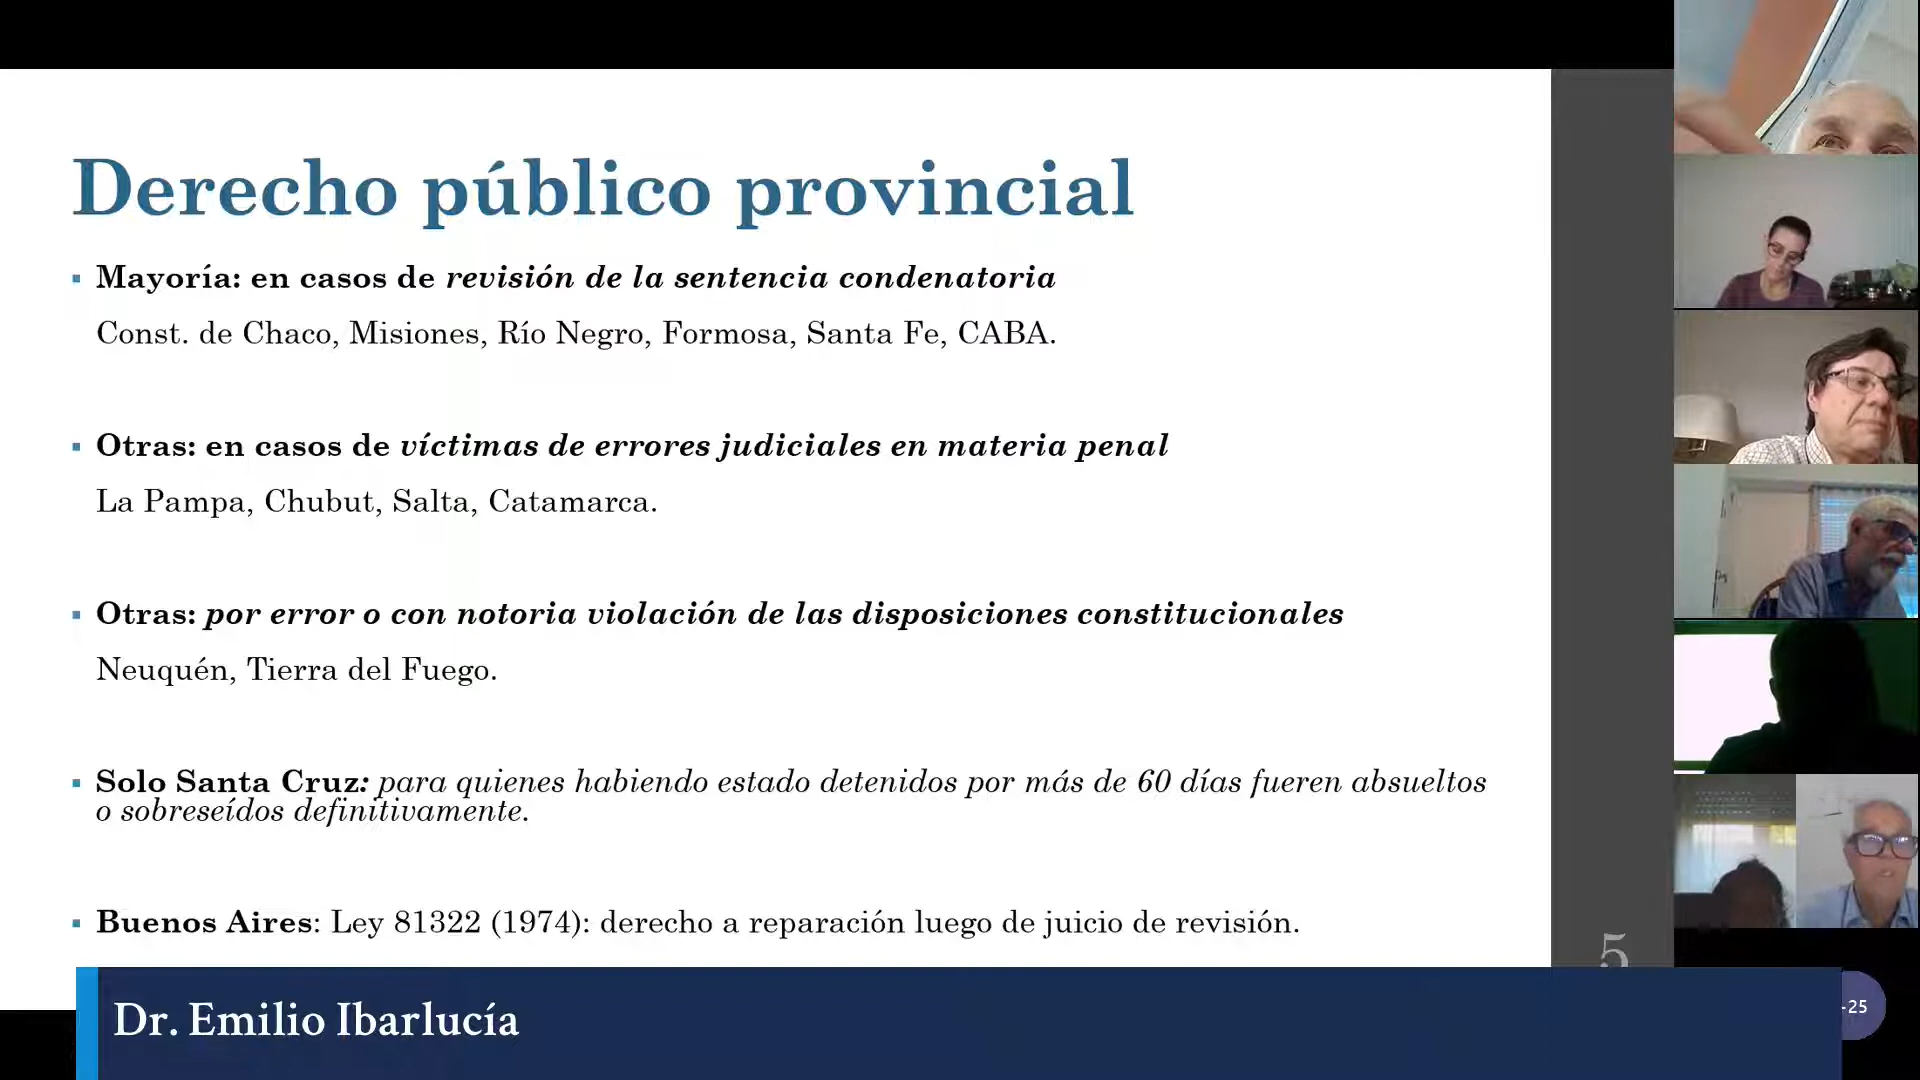 Derecho público provincial
▪ Mayoría: en casos de revisión de la sentencia condenatoria
Const. de Chaco, Misiones, Río Negro, Formosa, Santa Fe, CABA.
▪ Otras: en casos de víctimas de errores judiciales en materia penal
La Pampa, Chubut, Salta, Catamarca.
▪ Otras: por error o con notoria violación de las disposiciones constitucionales
Neuquén, Tierra del Fuego.
▪ Solo Santa Cruz: para quienes habiendo estado detenidos por más de 60 días fueren absueltos
o sobreseídos definitivamente.
▪ Buenos Aires: Ley 81322 (1974): derecho a reparación luego de juicio de revisión.
5
Dr. Emilio Ibarlucía
-25